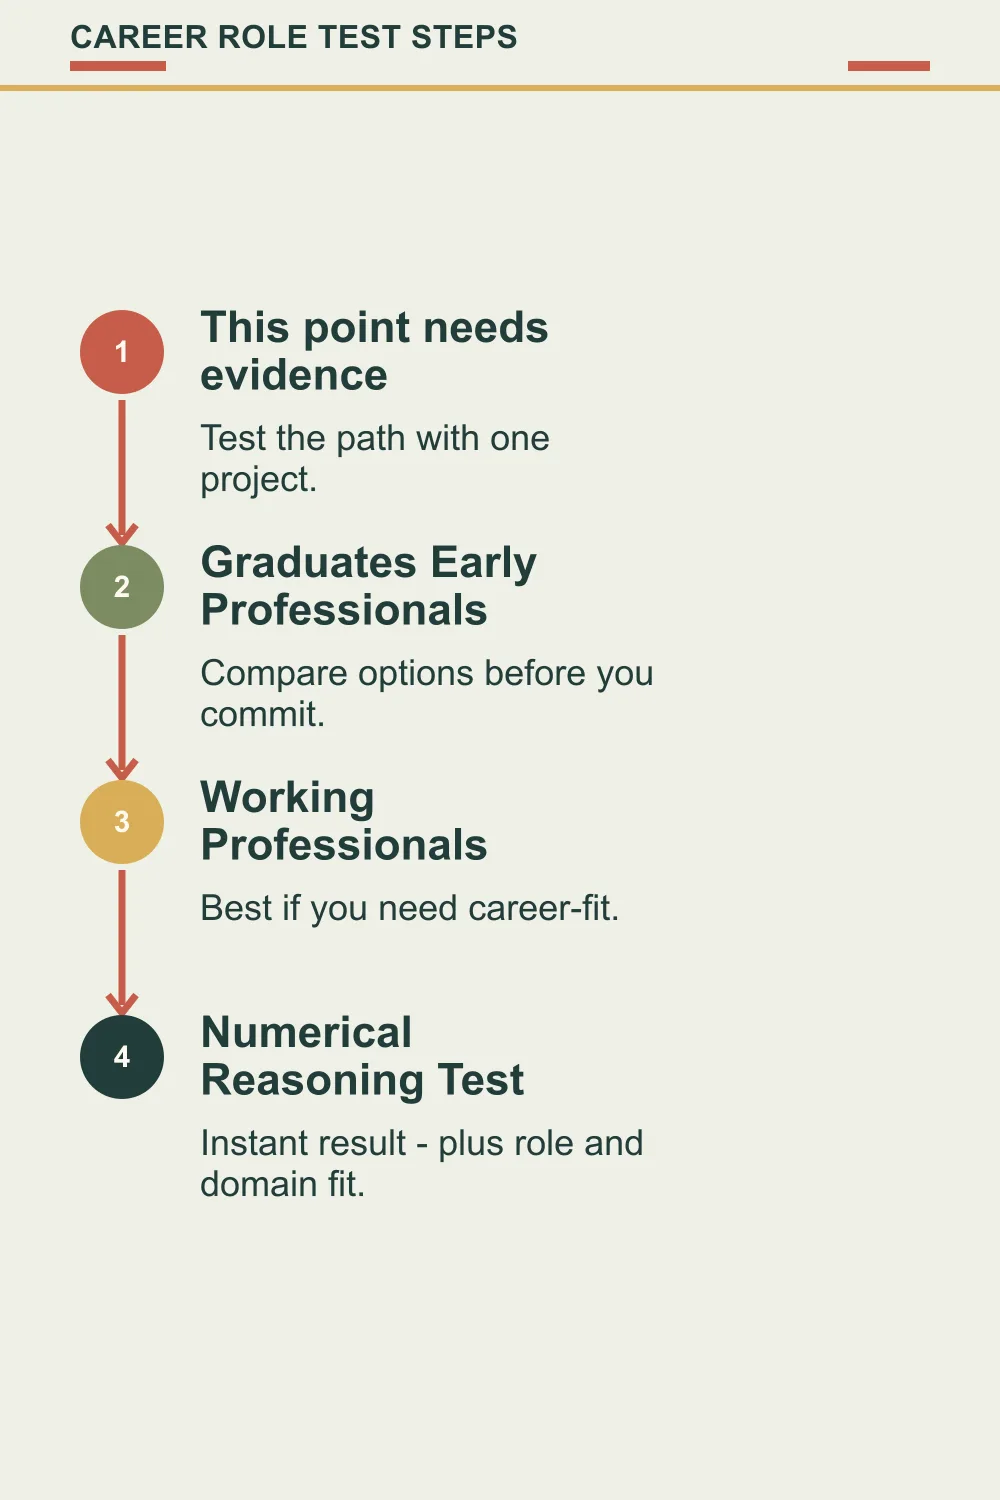 CAREER ROLE TEST STEPS
1
This point needs
evidence
Test the path with one
project.
2
Graduates Early
Professionals
Compare options before you
commit.
3
Working
Professionals
Best if you need career-fit.
4
Numerical
Reasoning Test
Instant result - plus role and
domain fit.